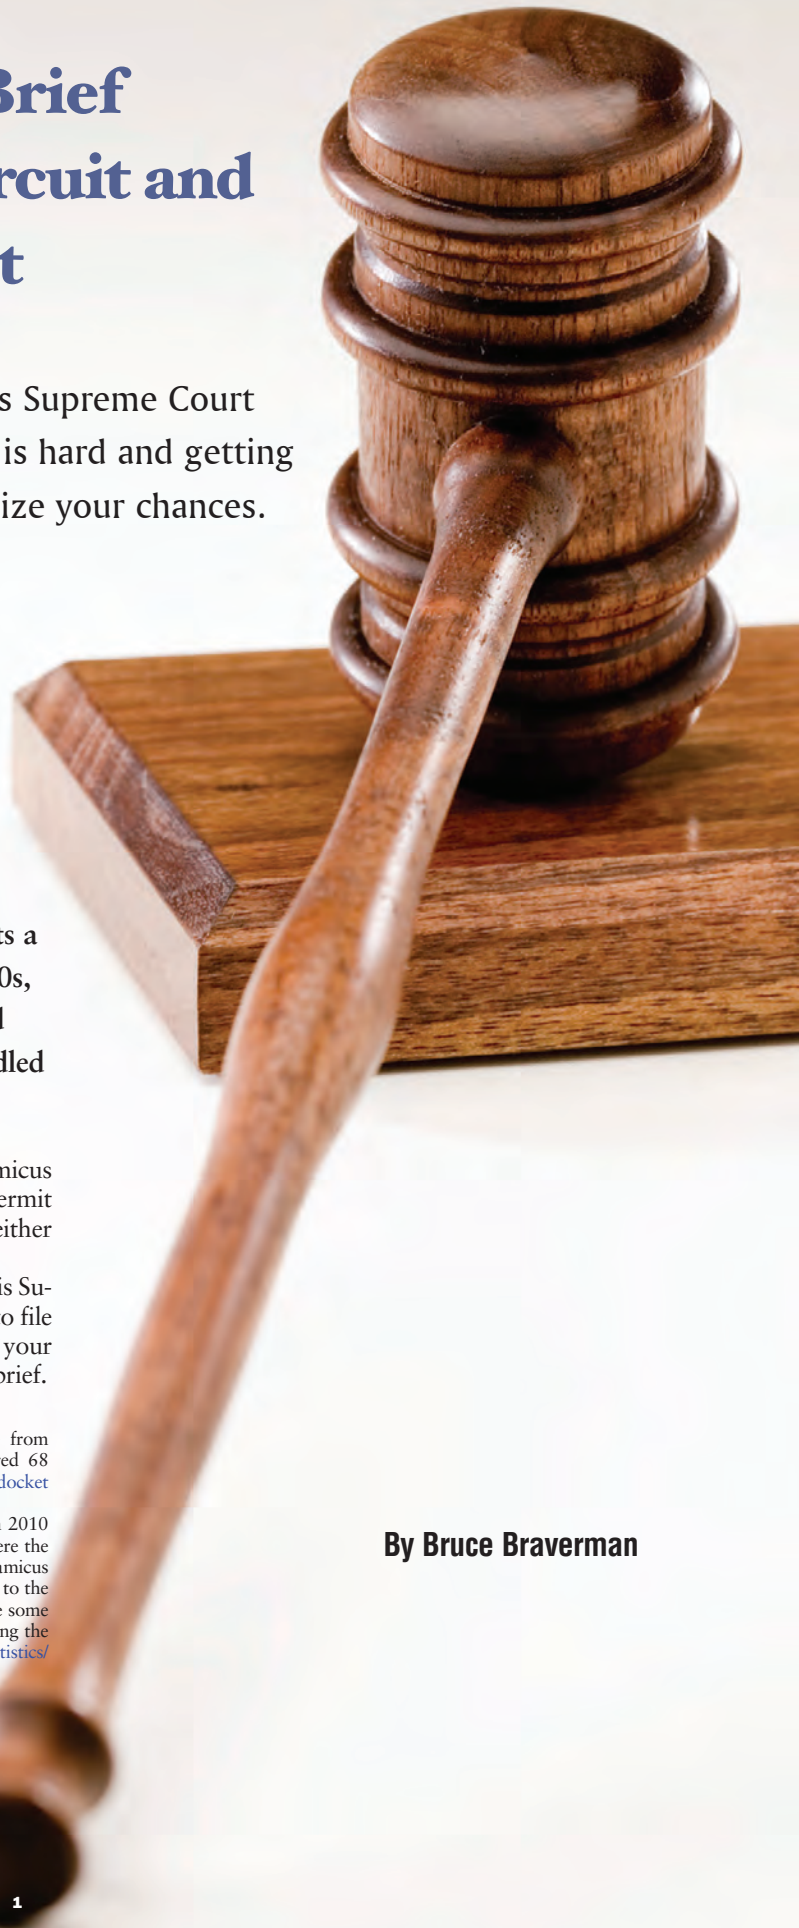 Brief
rcuit and
t
s Supreme Court
is hard and getting
ize your chances.
ts a
0s,
d
dled
micus
ermit
either
is Su-
o file
your
brief.
from
ed 68
docket
2010
ere the
amicus
to the
some
ng the
tistics/
By Bruce Braverman
1